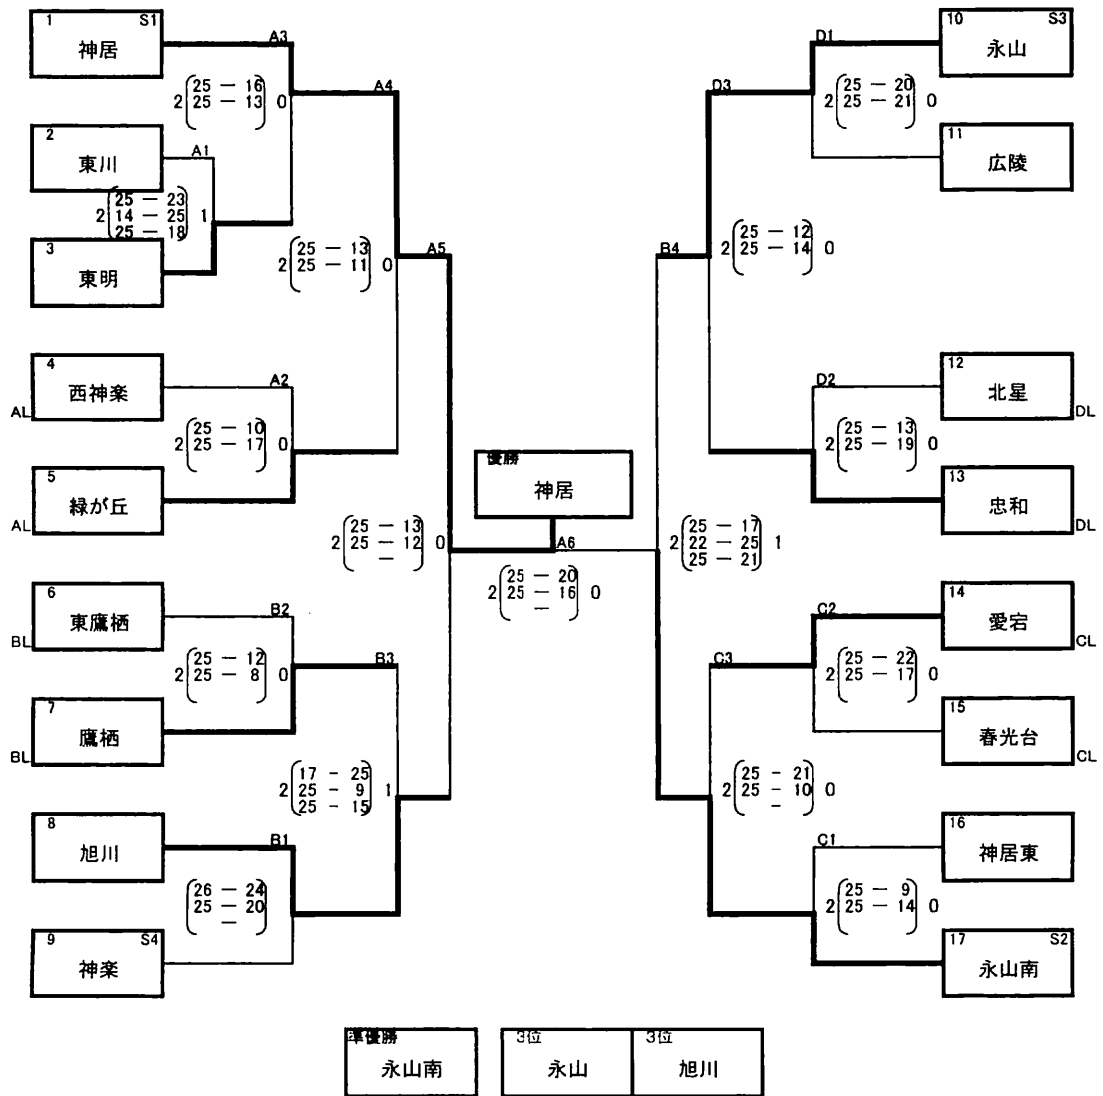 1 S1
神居
A3
25 － 16
2 25 － 13 0
A4
2
東川
A1
25 － 23
2 14 － 25 1
25 － 18
3
東明
25 － 13
2 25 － 11 0
A5
4
西神楽
AL
A2
25 － 10
2 25 － 17 0
5
緑が丘
AL
25 － 13
2 25 － 12 0
－
6
東鷹栖
BL
B2
25 － 12
2 25 － 8 0
B3
7
鷹栖
BL
17 － 25
2 25 － 9 1
25 － 15
8
旭川
B1
26 － 24
25 － 20
－
9 S4
神楽
優勝
神居
A6
25 － 20
2 25 － 16 0
－
10 S3
永山
D1
25 － 20
2 25 － 21 0
D3
11
広陵
25 － 12
2 25 － 14 0
B4
12
北星
DL
D2
25 － 13
2 25 － 19 0
13
忠和
DL
25 － 17
2 22 － 25 1
25 － 21
14
愛宕
CL
C2
25 － 22
2 25 － 17 0
C3
15
春光台
CL
25 － 21
2 25 － 10 0
－
16
神居東
C1
25 － 9
2 25 － 14 0
17 S2
永山南
準優勝
永山南
3位
永山
3位
旭川